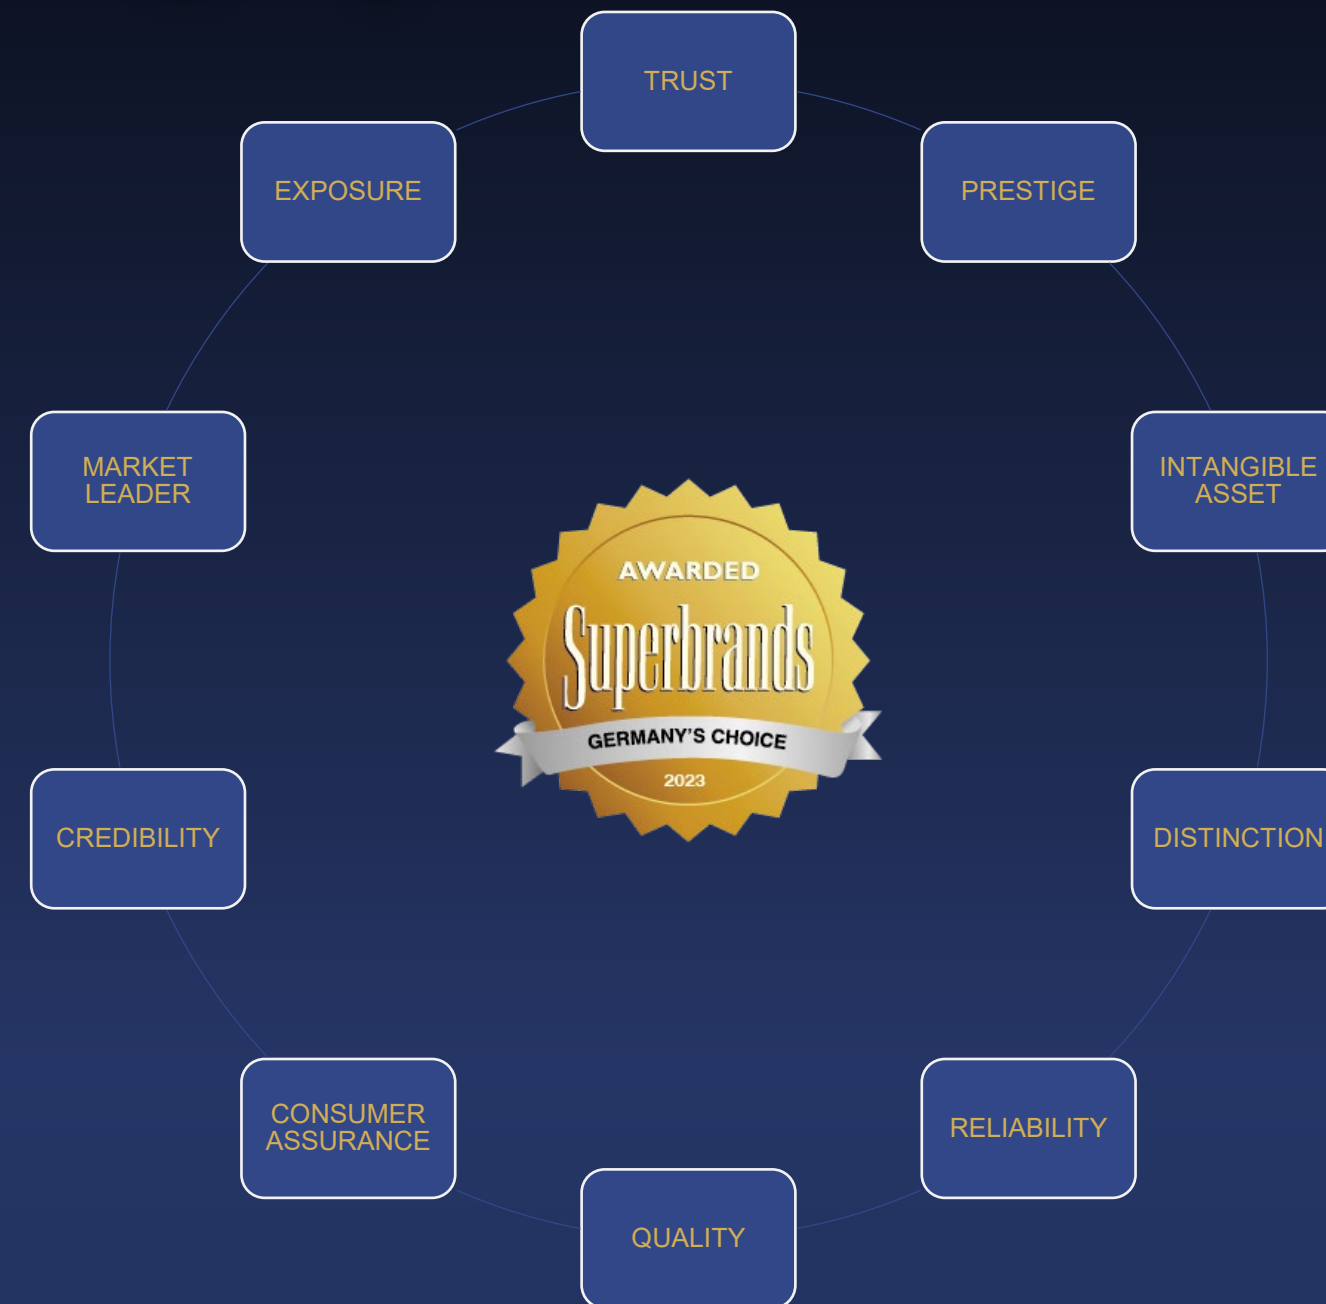 TRUST
EXPOSURE
PRESTIGE
MARKET
LEADER
INTANGIBLE
ASSET
AWARDED
Superbrands
GERMANY'S CHOICE
2023
CREDIBILITY
DISTINCTION
CONSUMER
ASSURANCE
RELIABILITY
QUALITY